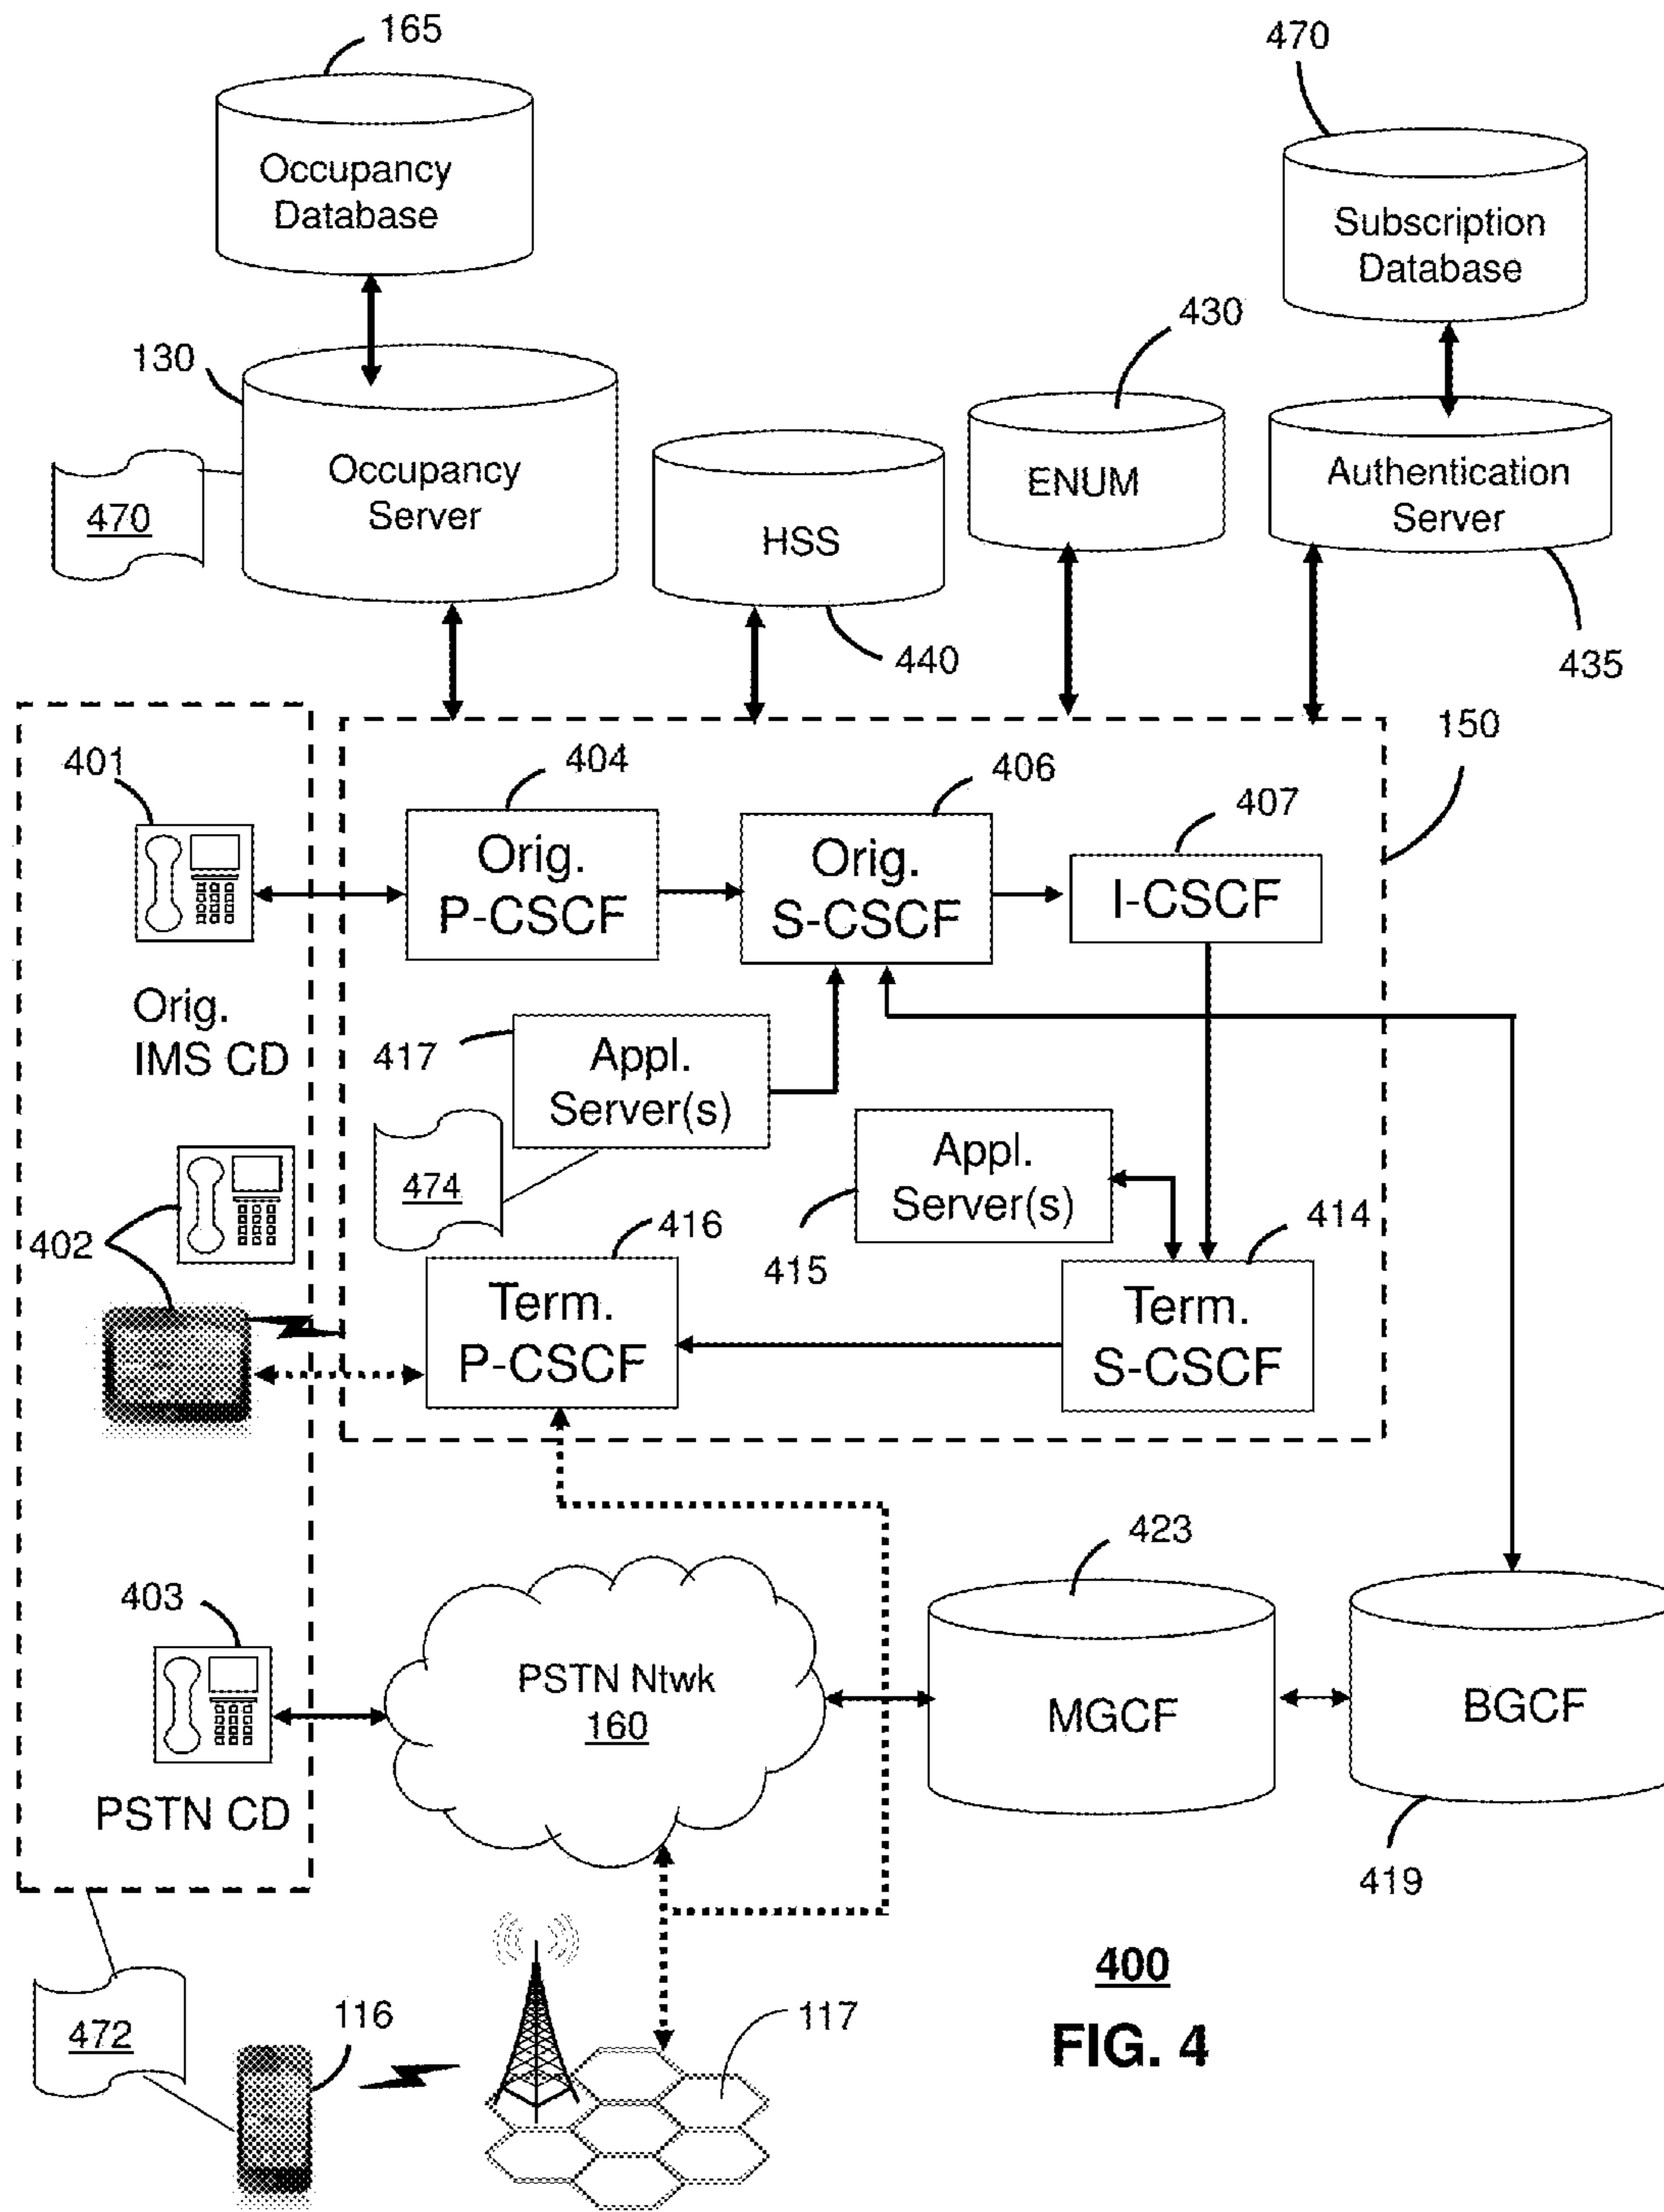 165
470
Occupancy
Database
Subscription
Database
130
430
Occupancy
Server
470
HSS
ENUM
Authentication
Server
440
435
150
401
404
406
407
Orig.
P-CSCF
Orig.
S-CSCF
I-CSCF
Orig.
IMS CD
417
Appl.
Server(s)
474
Appl.
Server(s)
402
416
415
414
Term.
P-CSCF
Term.
S-CSCF
423
403
PSTN Ntwk
160
MGCF
BGCF
PSTN CD
419
472
116
117
400
FIG. 4